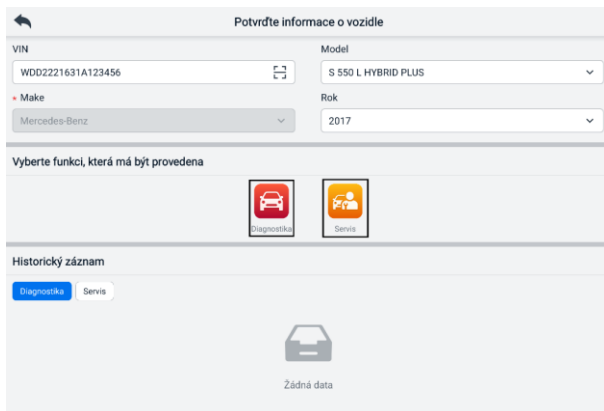 Potvrďte informace o vozidle
VIN
Model
WDD2221631A123456
S 550 L HYBRID PLUS
* Make
Rok
Mercedes-Benz
2017
Vyberte funkci, která má být provedena
Diagnostika
Servis
Historický záznam
Diagnostika
Servis
Žádná data